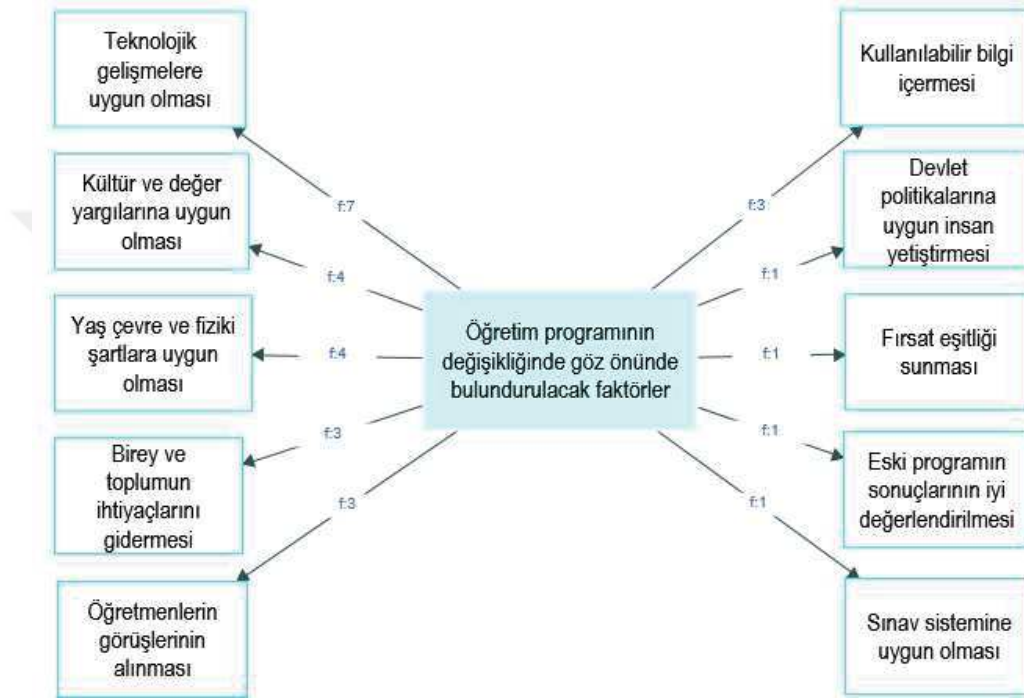 Teknolojik
gelişmelere
uygun olması
f:7
Kültür ve değer
yargılarına uygun
olması
f:4
Yaş çevre ve fiziki
şartlara uygun
olması
f:4
Birey ve
toplumun
ihtiyaçlarını
gidermesi
f:3
Öğretmenlerin
görüşlerinin
alınması
f:3
Öğretim programının
değişikliğinde göz önünde
bulundurulacak faktörler
Kullanılabilir bilgi
içermesi
f:3
Devlet
politikalarına
uygun insan
yetiştirmesi
f:1
Fırsat eşitliği
sunması
f:1
Eski programın
sonuçlarının iyi
değerlendirilmesi
f:1
Sınav sistemine
uygun olması
f:1